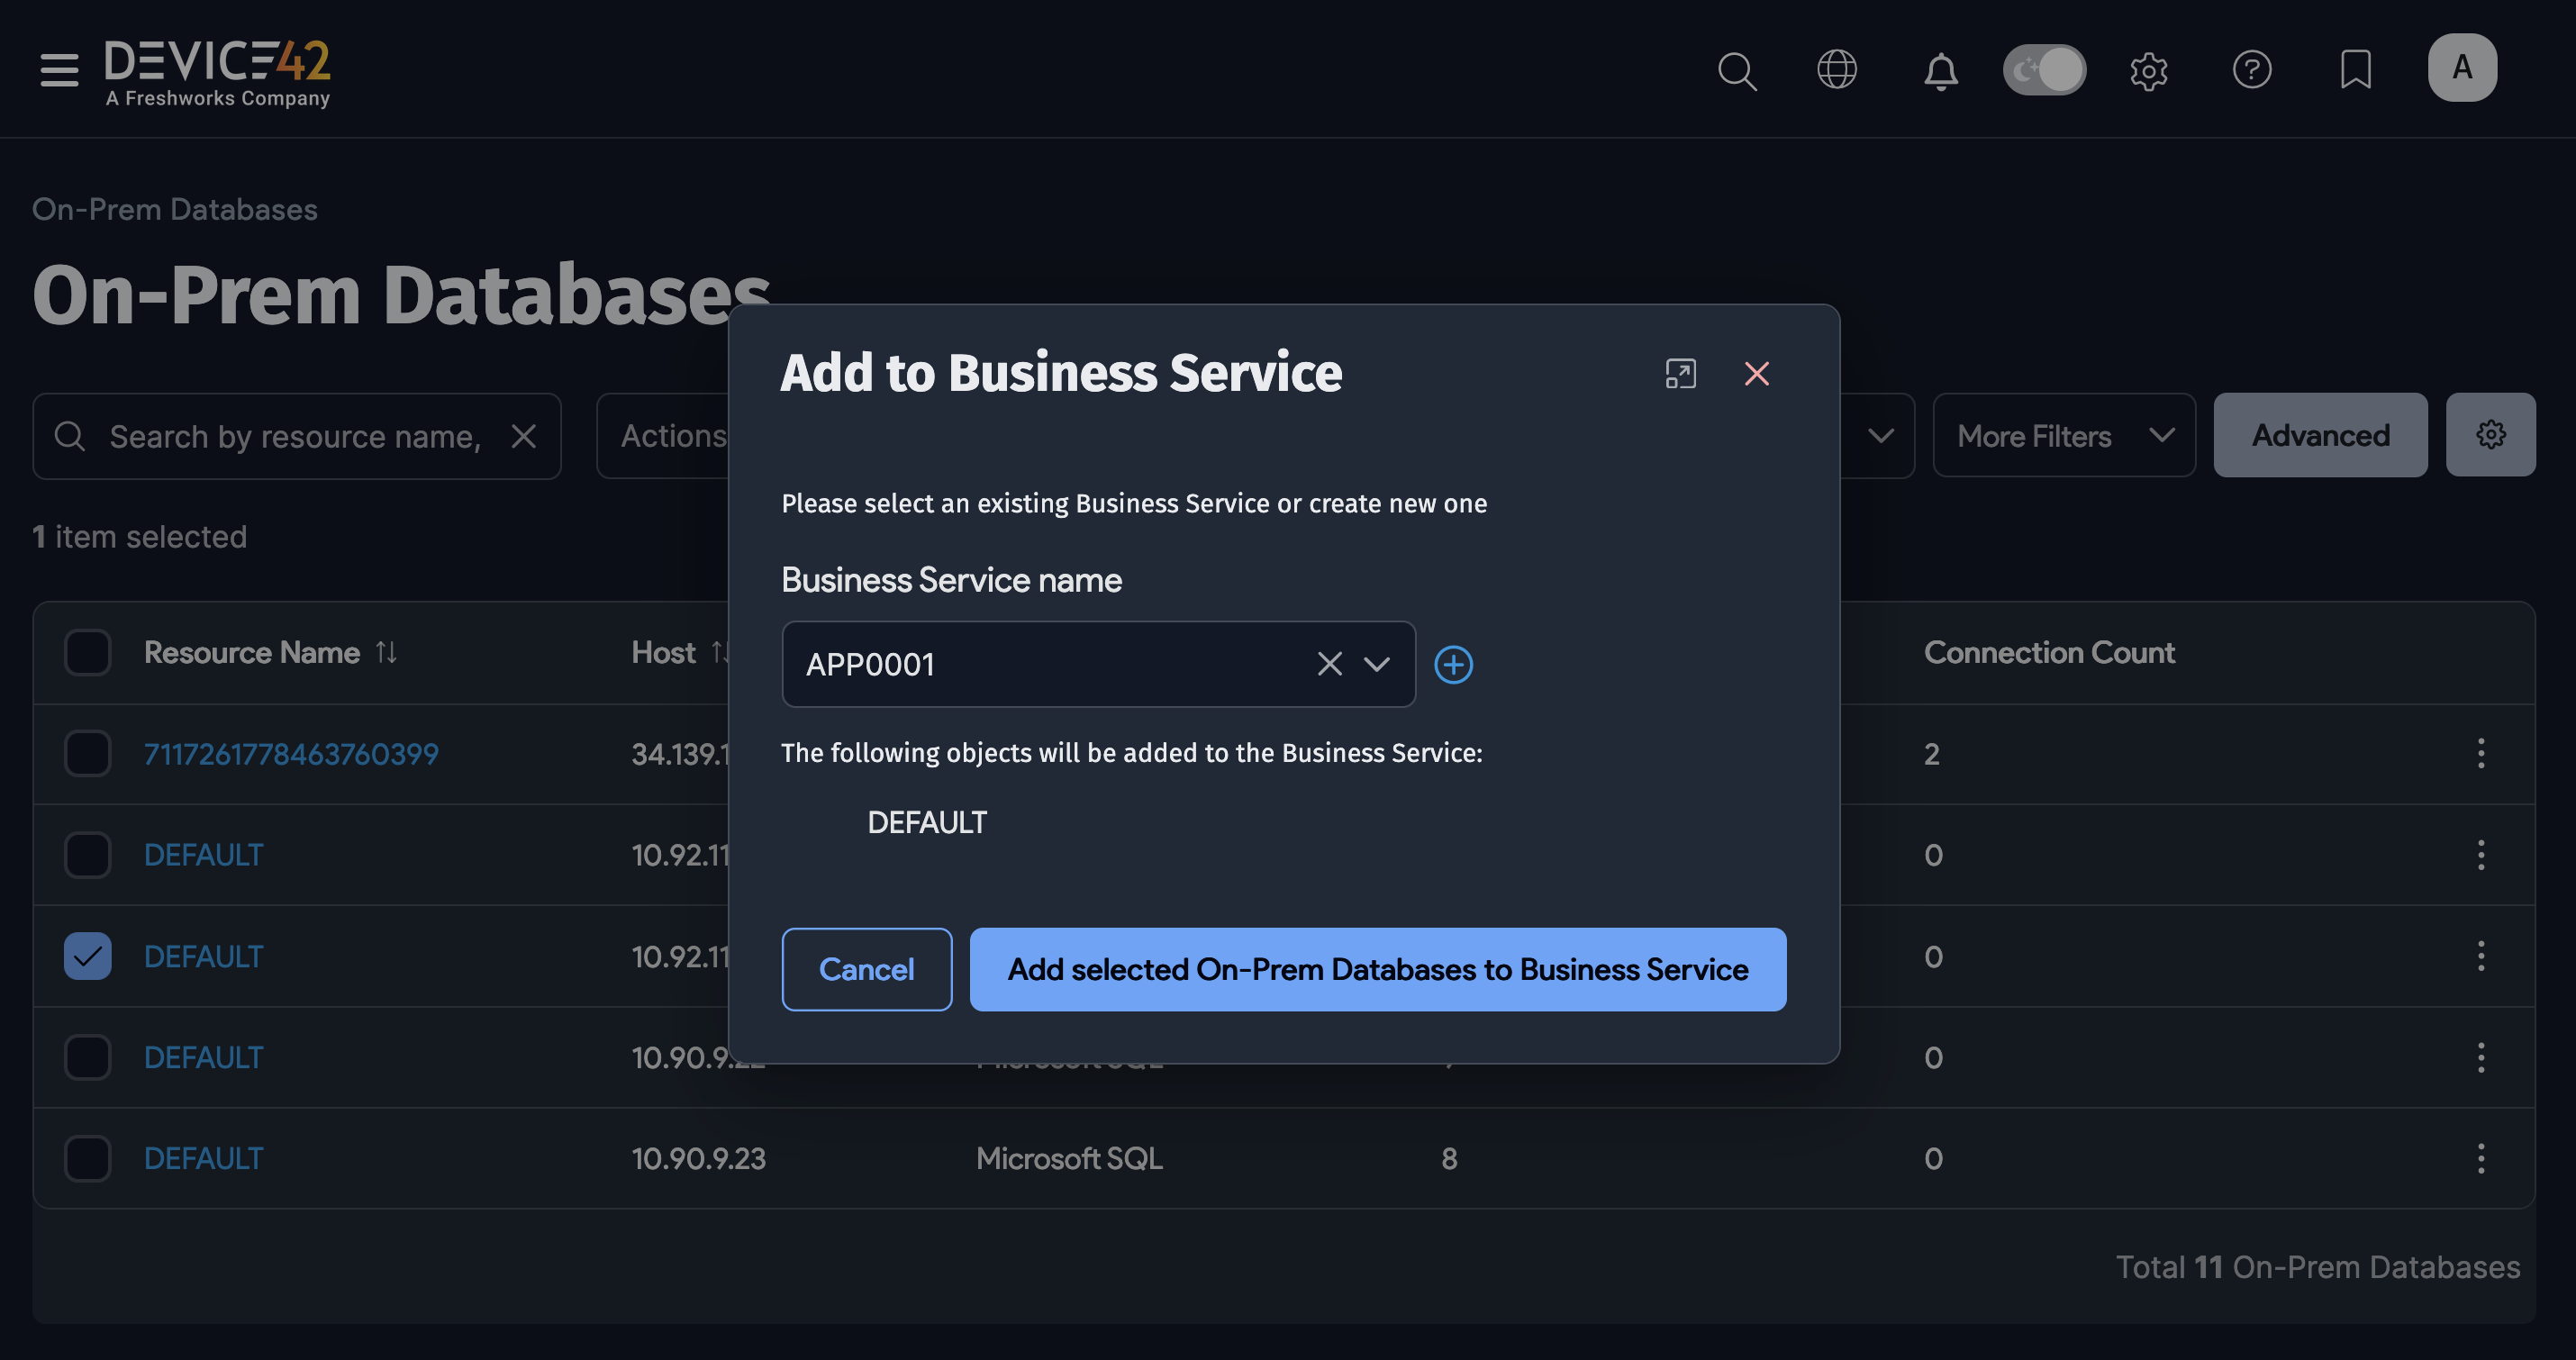 DEVICE42
A Freshworks Company
A
On-Prem Databases
On-Prem Databases
Add to Business Service
Search by resource name,
Actions
More Filters
Advanced
Please select an existing Business Service or create new one
1 item selected
Business Service name
APP0001
Resource Name
Host
Connection Count
7117261778463760399
34.139.1
2
The following objects will be added to the Business Service:
DEFAULT
DEFAULT
10.92.11
0
DEFAULT
10.92.11
0
Cancel
Add selected On-Prem Databases to Business Service
DEFAULT
10.90.9.22
Microsoft SQL
0
DEFAULT
10.90.9.23
Microsoft SQL
8
0
Total 11 On-Prem Databases